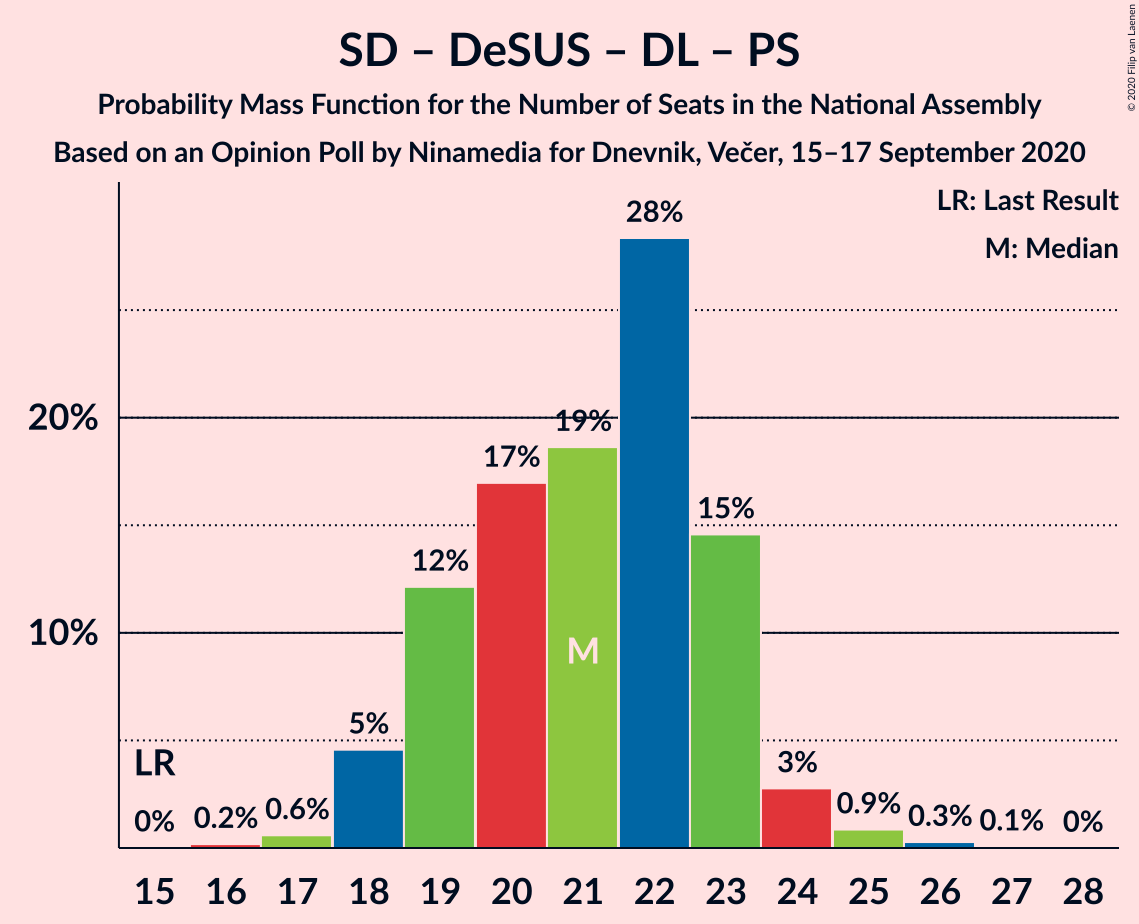 SD – DeSUS – DL – PS
Probability Mass Function for the Number of Seats in the National Assembly
Based on an Opinion Poll by Ninamedia for Dnevnik, Večer, 15–17 September 2020
© 2020 Filip van Laenen
LR: Last Result
M: Median
28%
20%
19%
17%
15%
12%
10%
M
5%
LR
3%
0%
0.2%
0.6%
0.9%
0.3%
0.1%
0%
15 16 17 18 19 20 21 22 23 24 25 26 27 28